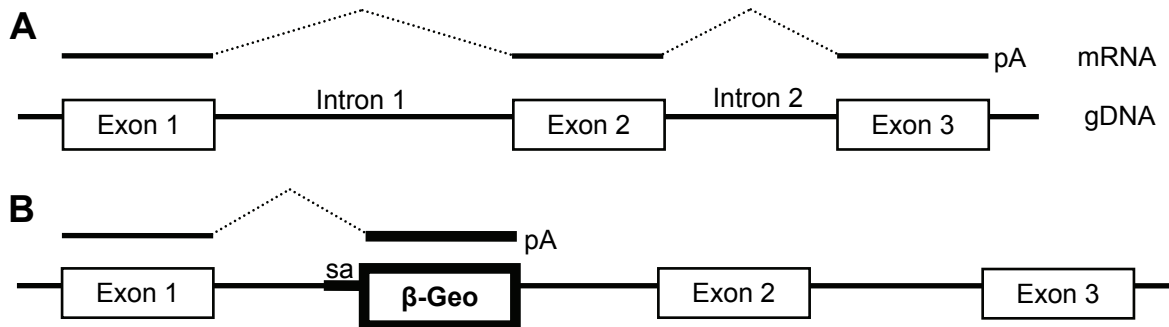 A
pA mRNA
Intron 1 Intron 2
Exon 1 Exon 2 Exon 3 gDNA
B
pA
sa
Exon 1 β-Geo Exon 2 Exon 3